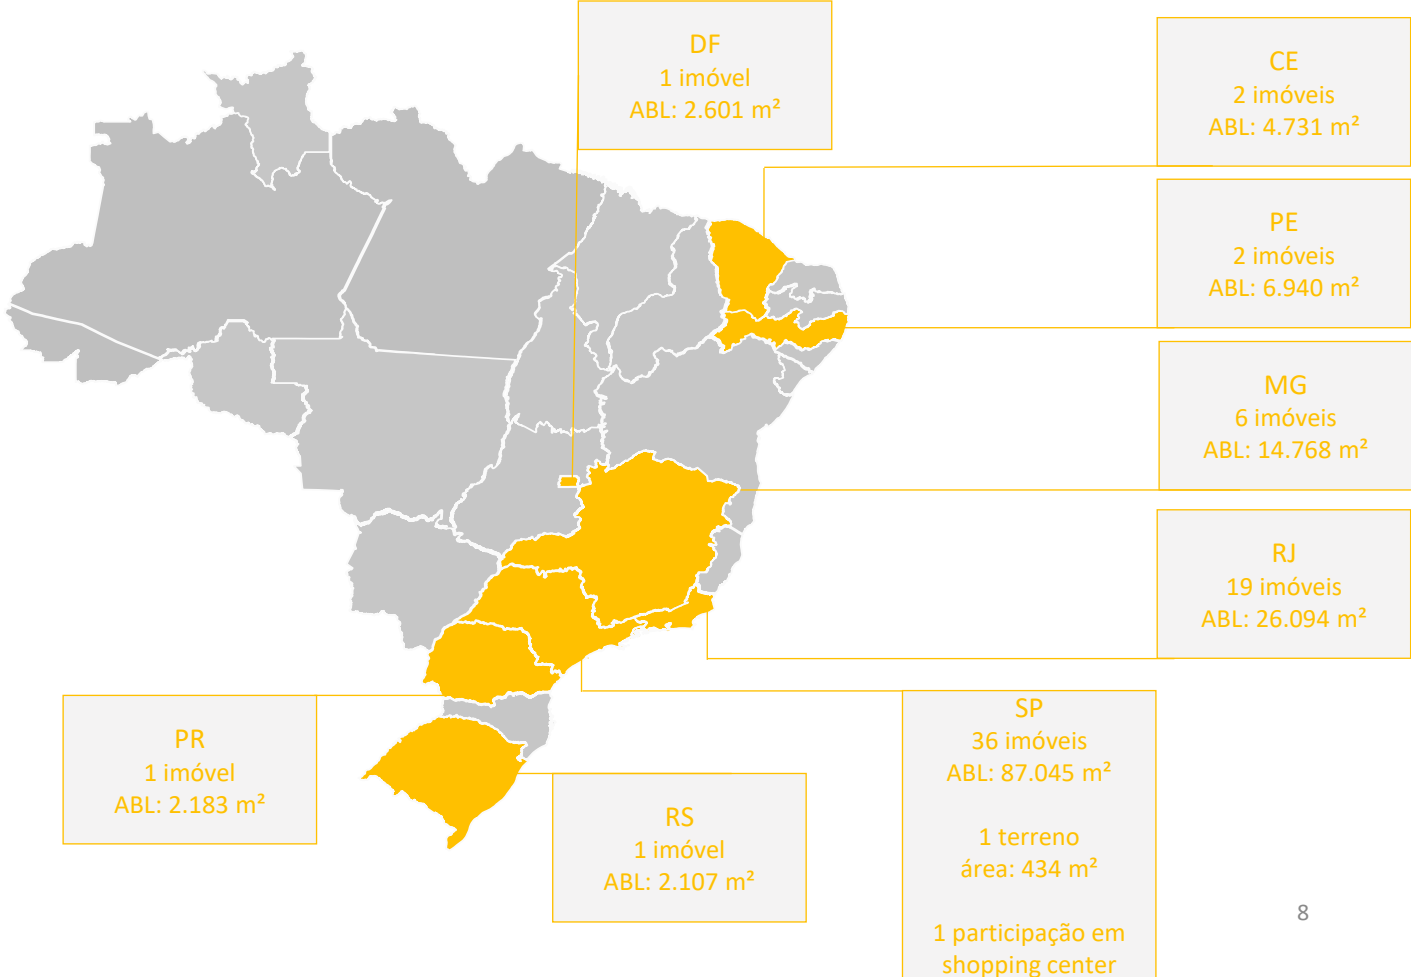 DF
1 imóvel
ABL: 2.601 m²
CE
2 imóveis
ABL: 4.731 m²
PE
2 imóveis
ABL: 6.940 m²
MG
6 imóveis
ABL: 14.768 m²
RJ
19 imóveis
ABL: 26.094 m²
PR
1 imóvel
ABL: 2.183 m²
RS
1 imóvel
ABL: 2.107 m²
SP
36 imóveis
ABL: 87.045 m²
1 terreno
área: 434 m²
1 participação em
shopping center
8